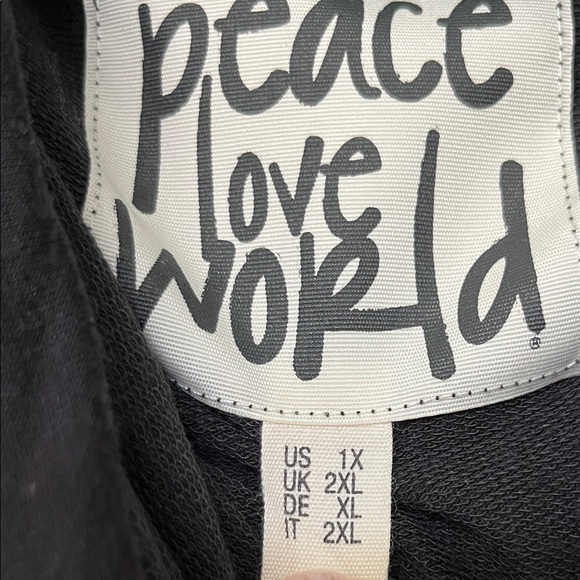 peace
love
world
®
US 1X
UK 2XL
DE XL
IT 2XL